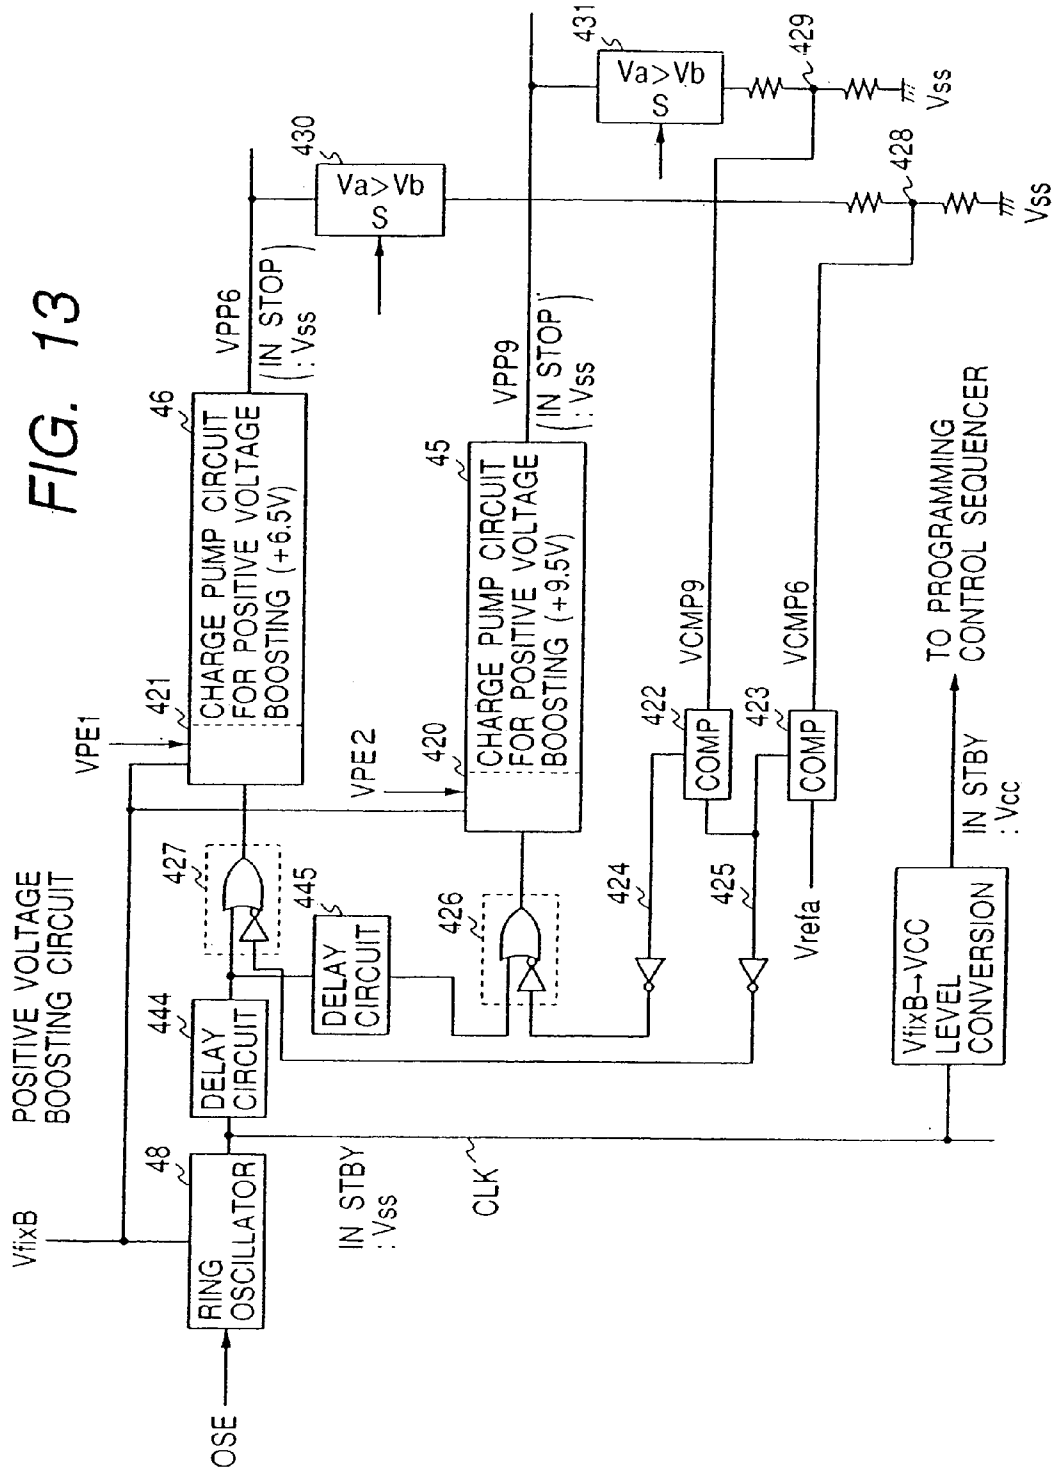 FIG. 13
POSITIVE VOLTAGE
BOOSTING CIRCUIT
VfixB
OSE
48
RING
OSCILLATOR
IN STBY
: Vss
CLK
444
DELAY
CIRCUIT
445
DELAY
CIRCUIT
427
426
VPE1
421
46
CHARGE PUMP CIRCUIT
FOR POSITIVE VOLTAGE
BOOSTING (+6.5V)
VPP6
(IN STOP)
: Vss
430
Va>Vb
S
VPE2
420
45
CHARGE PUMP CIRCUIT
FOR POSITIVE VOLTAGE
BOOSTING (+9.5V)
VPP9
(IN STOP)
: Vss
431
Va>Vb
S
429
Vss
428
Vss
424
425
422
COMP
VCMP9
423
COMP
VCMP6
Vrefa
VfixB→VCC
LEVEL
CONVERSION
IN STBY
: Vcc
TO PROGRAMMING
CONTROL SEQUENCER